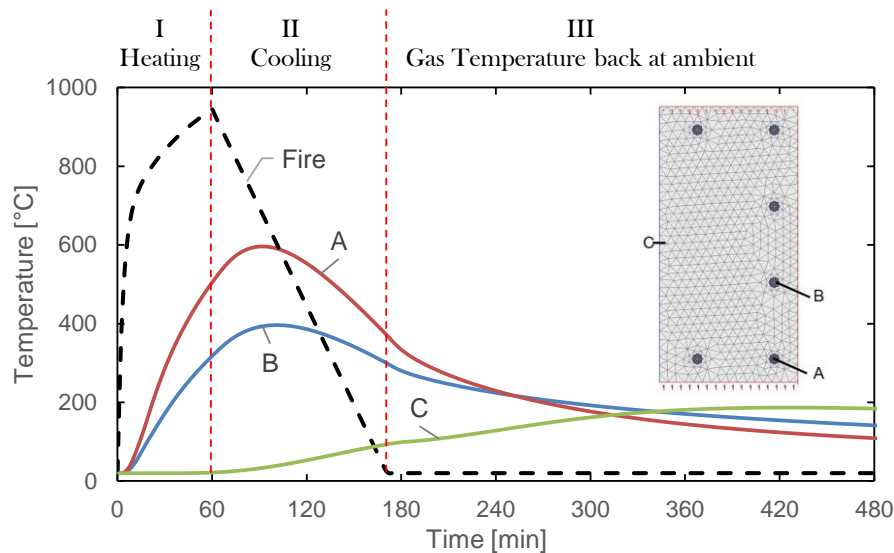 I II III
Heating Cooling Gas Temperature back at ambient
1000
800
600
400
200
0
Temperature [°C]
Fire
A
B
C
C
B
A
0 60 120 180 240 300 360 420 480
Time [min]